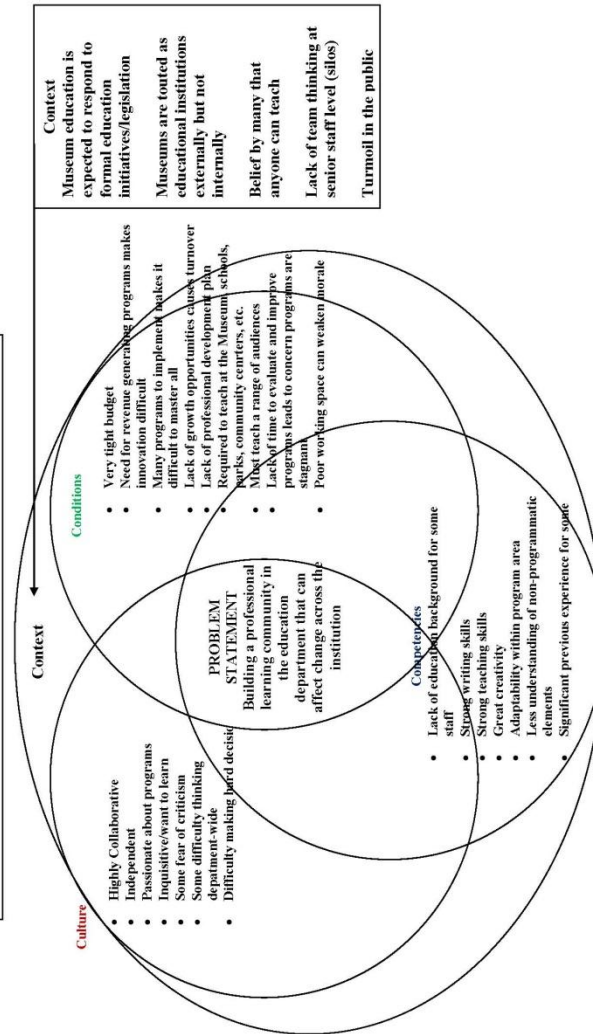 Context
Museum education is
expected to respond to
formal education
initiatives/legislation
Museums are touted as
educational institutions
externally but not
internally
Belief by many that
anyone can teach
Lack of team thinking at
senior staff level (silos)
Turmoil in the public
Context
Culture
• Highly Collaborative
• Independent
• Passionate about programs
• Inquisitive/want to learn
• Some fear of criticism
• Some difficulty thinking
depatment-wide
• Difficulty making hard decisio
Conditions
• Very tight budget
• Need for revenue generating programs makes
innovation difficult
• Many programs to implement makes it
difficult to master all
• Lack of growth opportunities causes turnover
• Lack of professional development plan
• Required to teach at the Museum, schools,
parks, community cenrters, etc.
• Must teach a range of audiences
• Lack of time to evaluate and improve
programs leads to concern programs are
stagnant
• Poor working space can weaken morale
PROBLEM
STATEMENT
Building a professional
learning community in
the education
department that can
affect change across the
institution
Competencies
• Lack of education background for some
staff
• Strong writing skills
• Strong teaching skills
• Great creativity
• Adaptability within program area
• Less understanding of non-programmatic
elements
• Significant previous experience for some